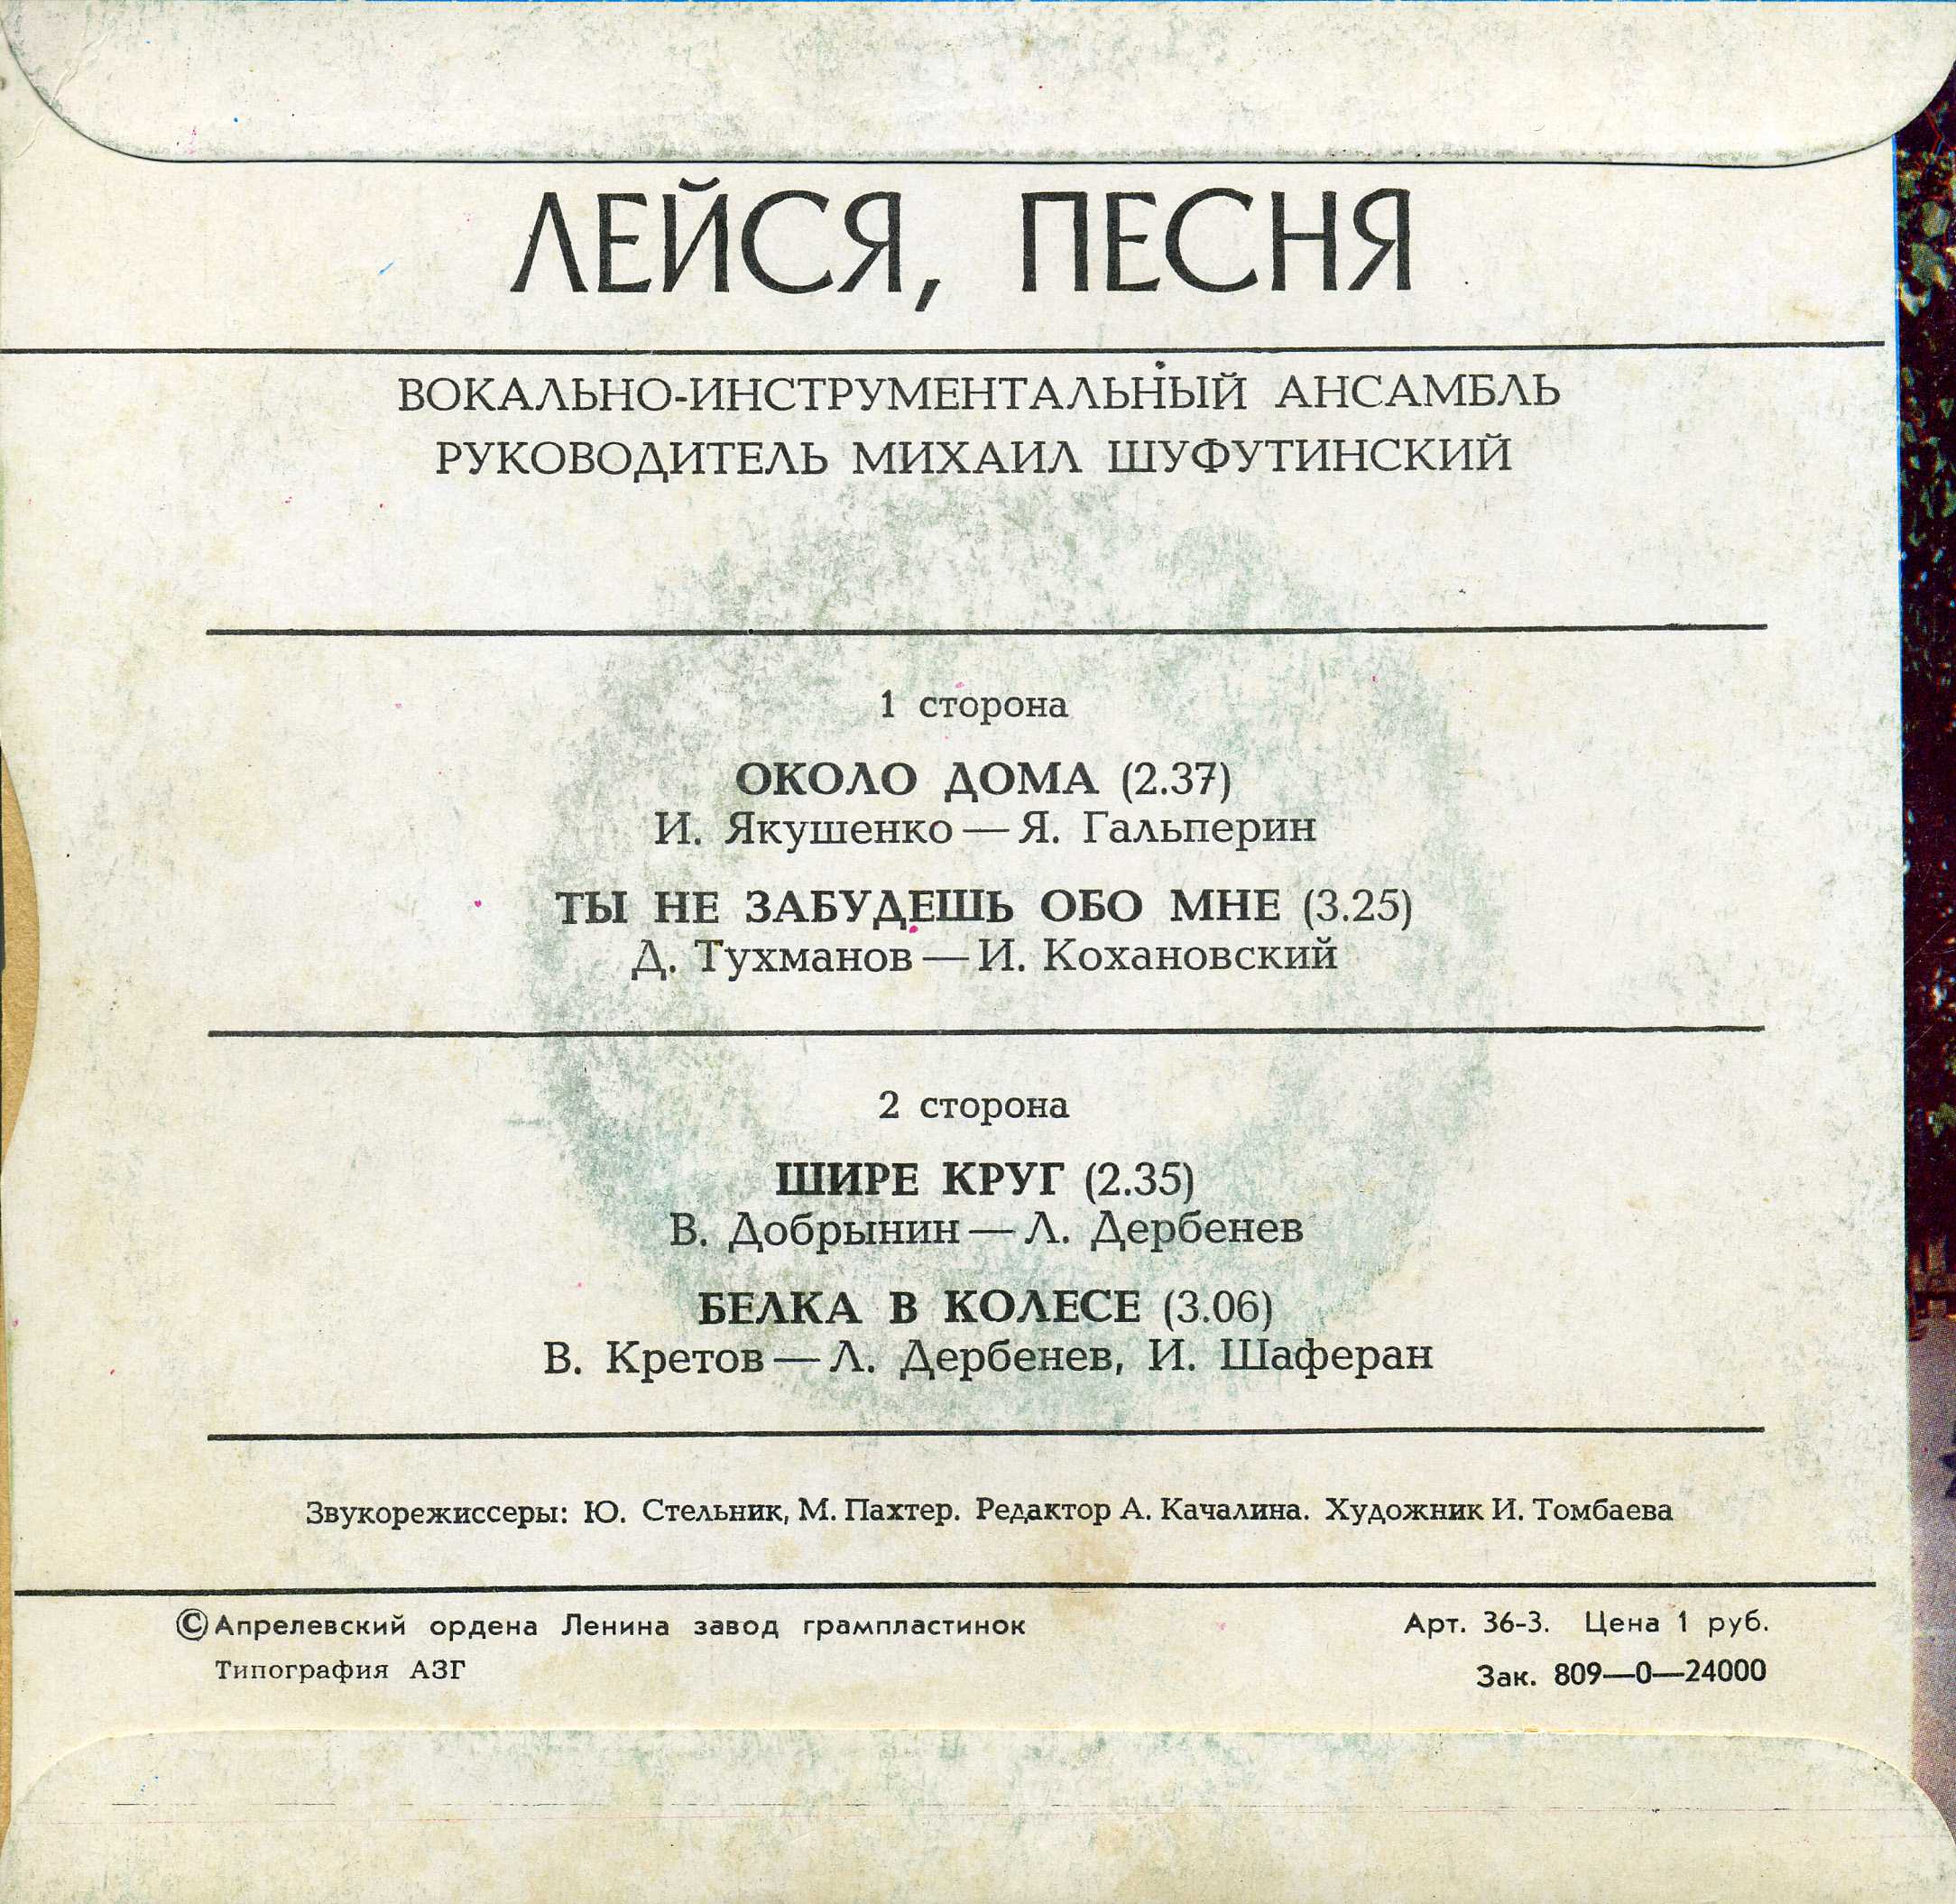 ЛЕЙСЯ, ПЕСНЯ
ВОКАЛЬНО-ИНСТРУМЕНТАЛЬНЫЙ АНСАМБЛЬ
РУКОВОДИТЕЛЬ МИХАИЛ ШУФУТИНСКИЙ
1 сторона
ОКОЛО ДОМА (2.37)
И. Якушенко — Я. Гальперин
ТЫ НЕ ЗАБУДЕШЬ ОБО МНЕ (3.25)
Д. Тухманов — И. Кохановский
2 сторона
ШИРЕ КРУГ (2.35)
В. Добрынин — Л. Дербенев
БЕЛКА В КОЛЕСЕ (3.06)
В. Кретов — Л. Дербенев, И. Шаферан
Звукорежиссеры: Ю. Стельник, М. Пахтер. Редактор А. Качалина. Художник И. Томбаева
© Апрелевский ордена Ленина завод грампластинок
Типография АЗГ
Арт. 36-3. Цена 1 руб.
Зак. 809—0—24000